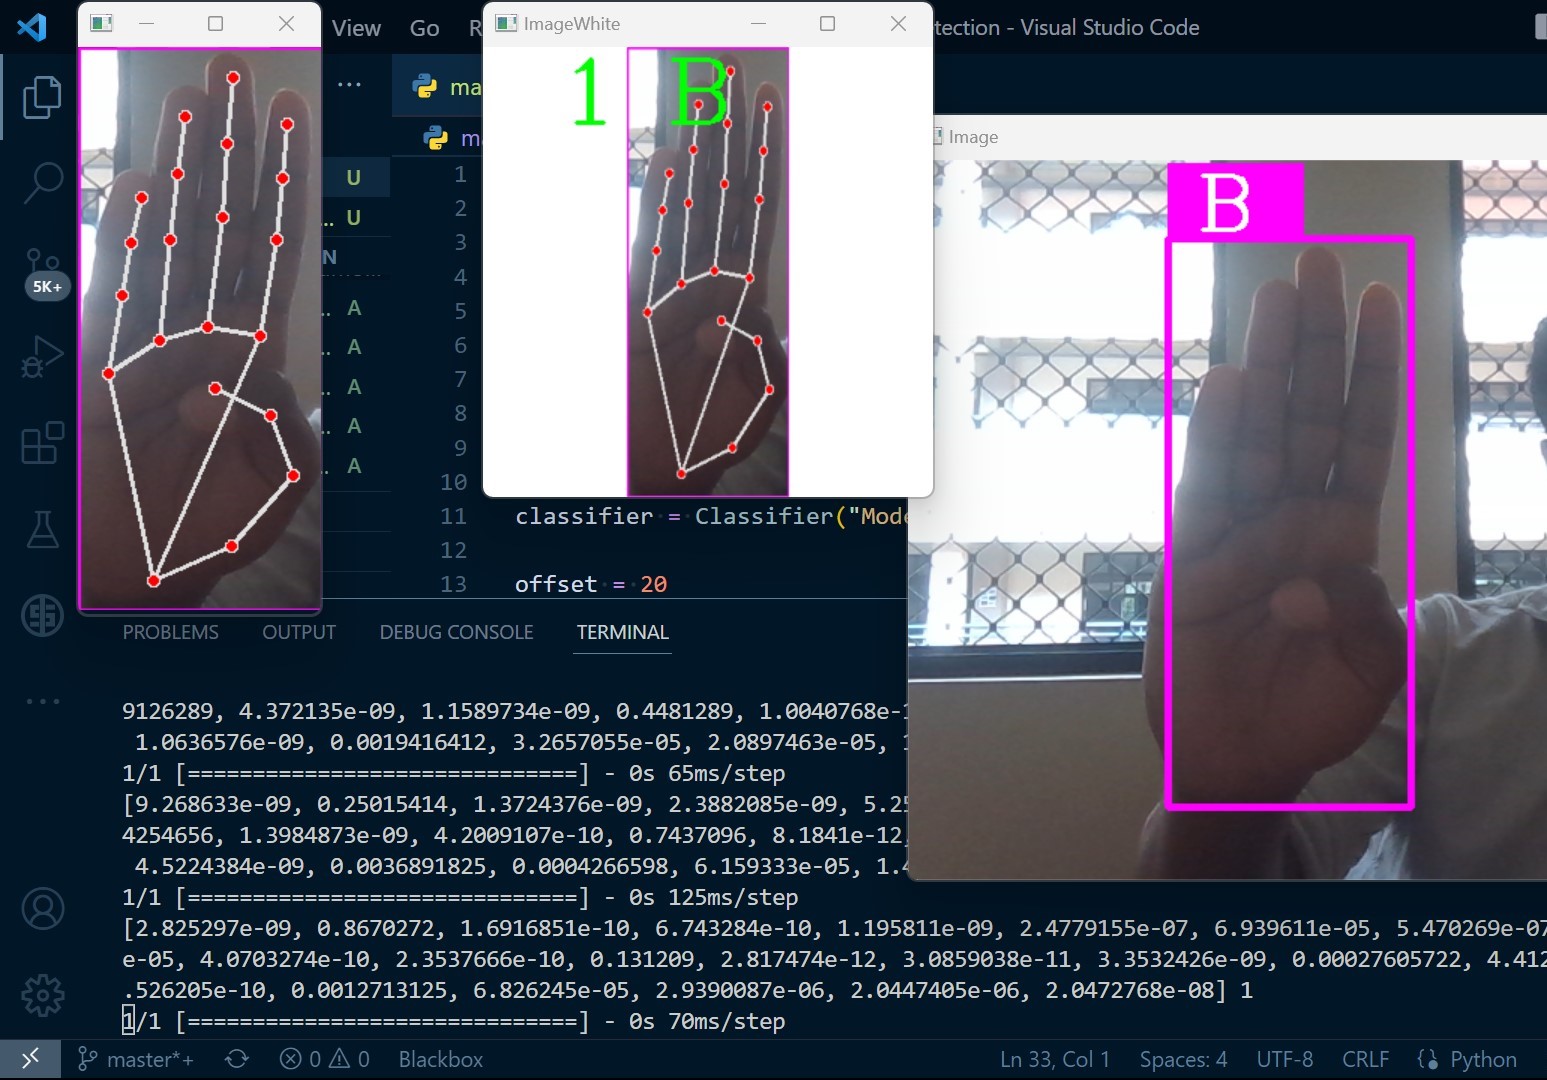 View Go R
tection - Visual Studio Code
ImageWhite
Image
...
ma
m
1 B
B
U
.. U
N
.. A
.. A
.. A
.. A
. A
5K+
1
2
3
4
5
6
7
8
9
10
11 classifier = Classifier("Mode
12
13 offset = 20
PROBLEMS OUTPUT DEBUG CONSOLE TERMINAL
9126289, 4.372135e-09, 1.1589734e-09, 0.4481289, 1.0040768e-1
1.0636576e-09, 0.0019416412, 3.2657055e-05, 2.0897463e-05,
1/1 [==============================] - 0s 65ms/step
[9.268633e-09, 0.25015414, 1.3724376e-09, 2.3882085e-09, 5.25
4254656, 1.3984873e-09, 4.2009107e-10, 0.7437096, 8.1841e-12,
4.5224384e-09, 0.0036891825, 0.0004266598, 6.159333e-05, 1.4
1/1 [==============================] - 0s 125ms/step
[2.825297e-09, 0.8670272, 1.6916851e-10, 6.743284e-10, 1.195811e-09, 2.4779155e-07, 6.939611e-05, 5.470269e-07
e-05, 4.0703274e-10, 2.3537666e-10, 0.131209, 2.817474e-12, 3.0859038e-11, 3.3532426e-09, 0.00027605722, 4.412
.526205e-10, 0.0012713125, 6.826245e-05, 2.9390087e-06, 2.0447405e-06, 2.0472768e-08] 1
1/1 [==============================] - 0s 70ms/step
master*+ 0 0 Blackbox Ln 33, Col 1 Spaces: 4 UTF-8 CRLF Python